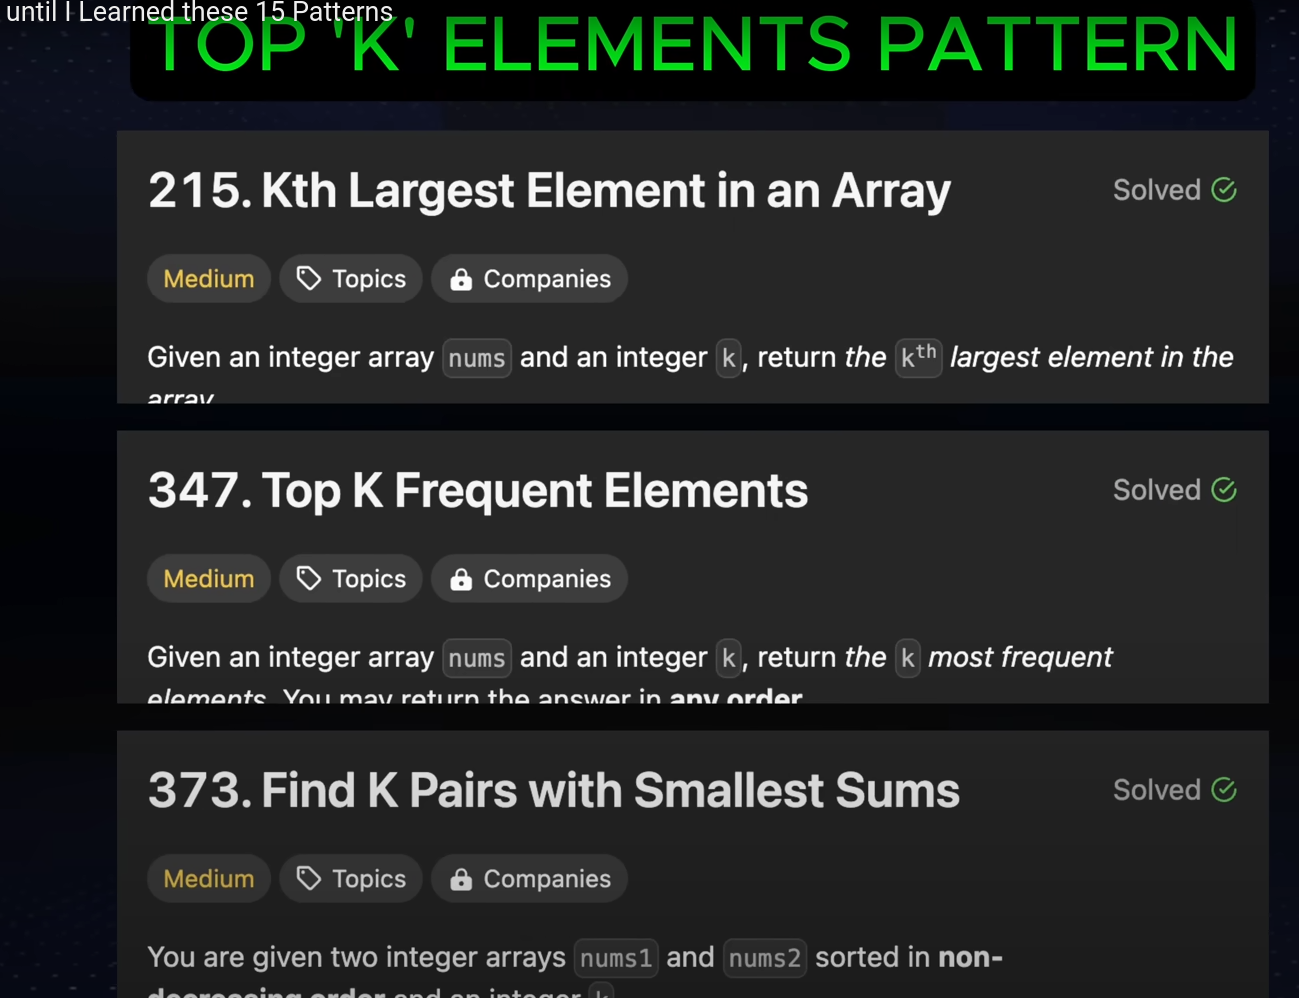 until I Learned these 15 Patterns
TOP 'K' ELEMENTS PATTERN
215. Kth Largest Element in an Array Solved
Medium Topics Companies
Given an integer array nums and an integer k, return the kth largest element in the
array.
347. Top K Frequent Elements Solved
Medium Topics Companies
Given an integer array nums and an integer k, return the k most frequent
elements. You may return the answer in any order.
373. Find K Pairs with Smallest Sums Solved
Medium Topics Companies
You are given two integer arrays nums1 and nums2 sorted in non-
decreasing order and an integer k